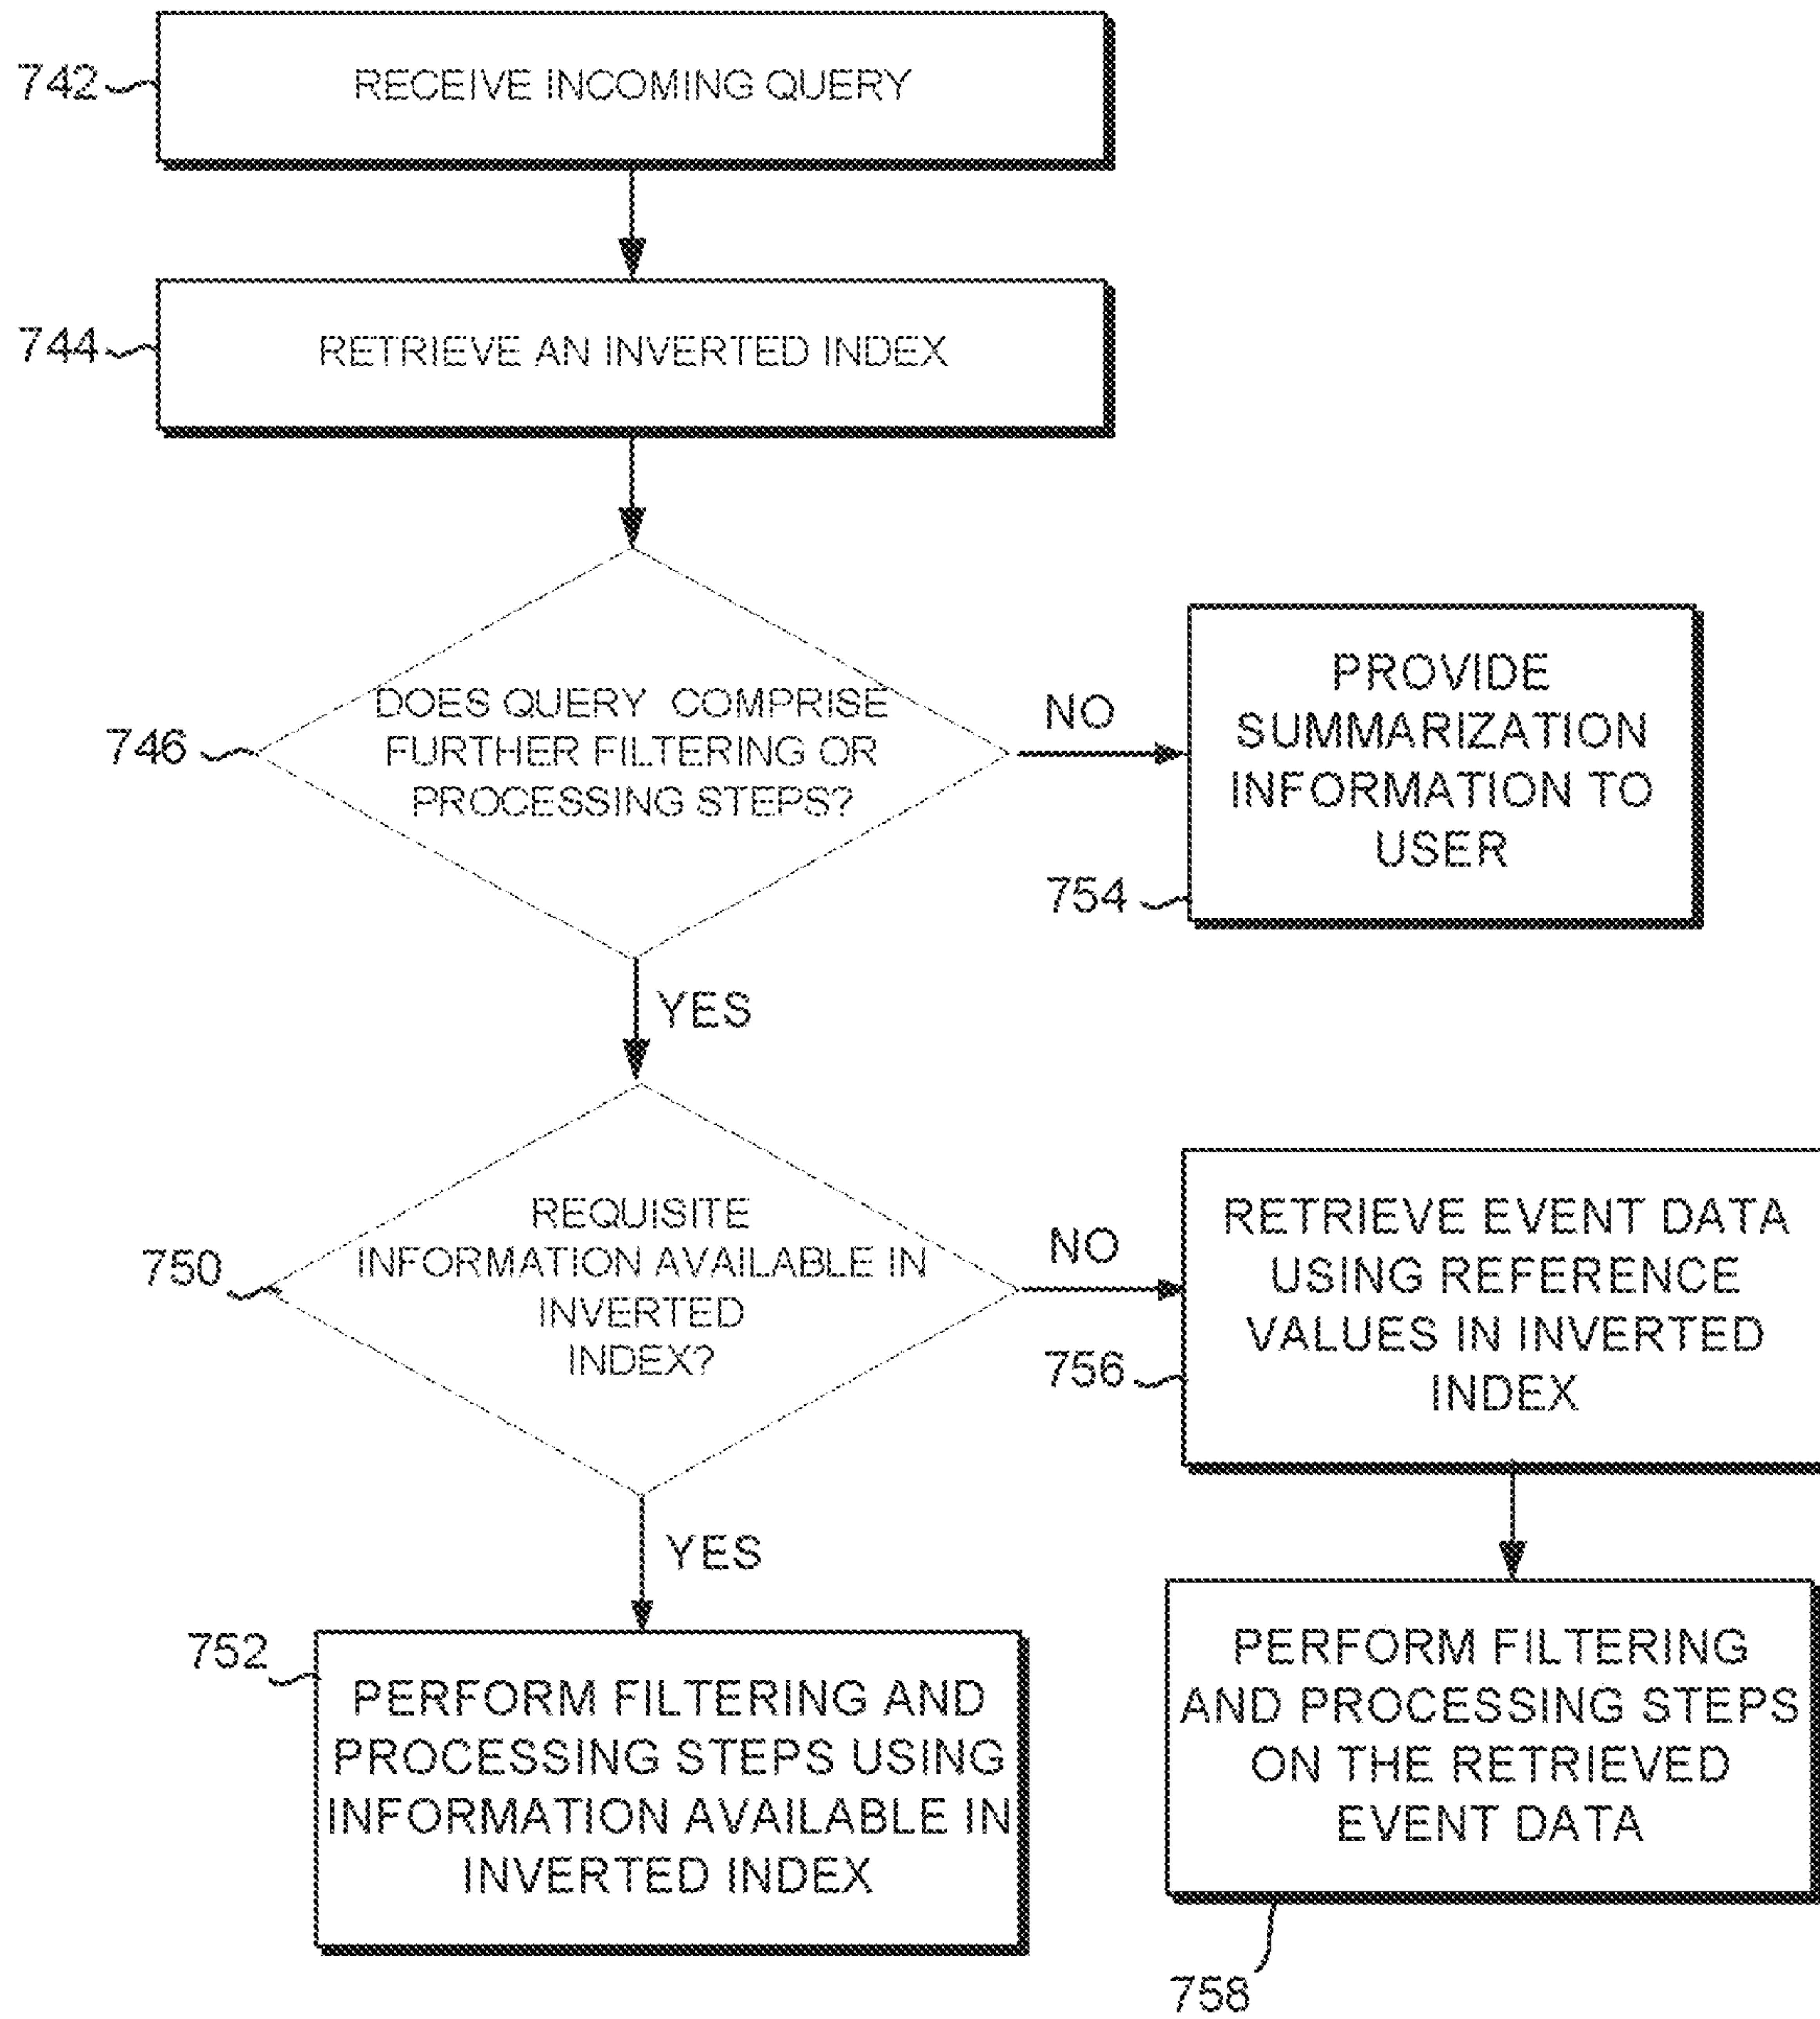 742
RECEIVE INCOMING QUERY
744
RETRIEVE AN INVERTED INDEX
746
DOES QUERY COMPRISE
FURTHER FILTERING OR
PROCESSING STEPS?
NO
PROVIDE
SUMMARIZATION
INFORMATION TO
USER
754
YES
750
REQUISITE
INFORMATION AVAILABLE IN
INVERTED
INDEX?
NO
RETRIEVE EVENT DATA
USING REFERENCE
VALUES IN INVERTED
INDEX
756
YES
752
PERFORM FILTERING AND
PROCESSING STEPS USING
INFORMATION AVAILABLE IN
INVERTED INDEX
PERFORM FILTERING
AND PROCESSING STEPS
ON THE RETRIEVED
EVENT DATA
758